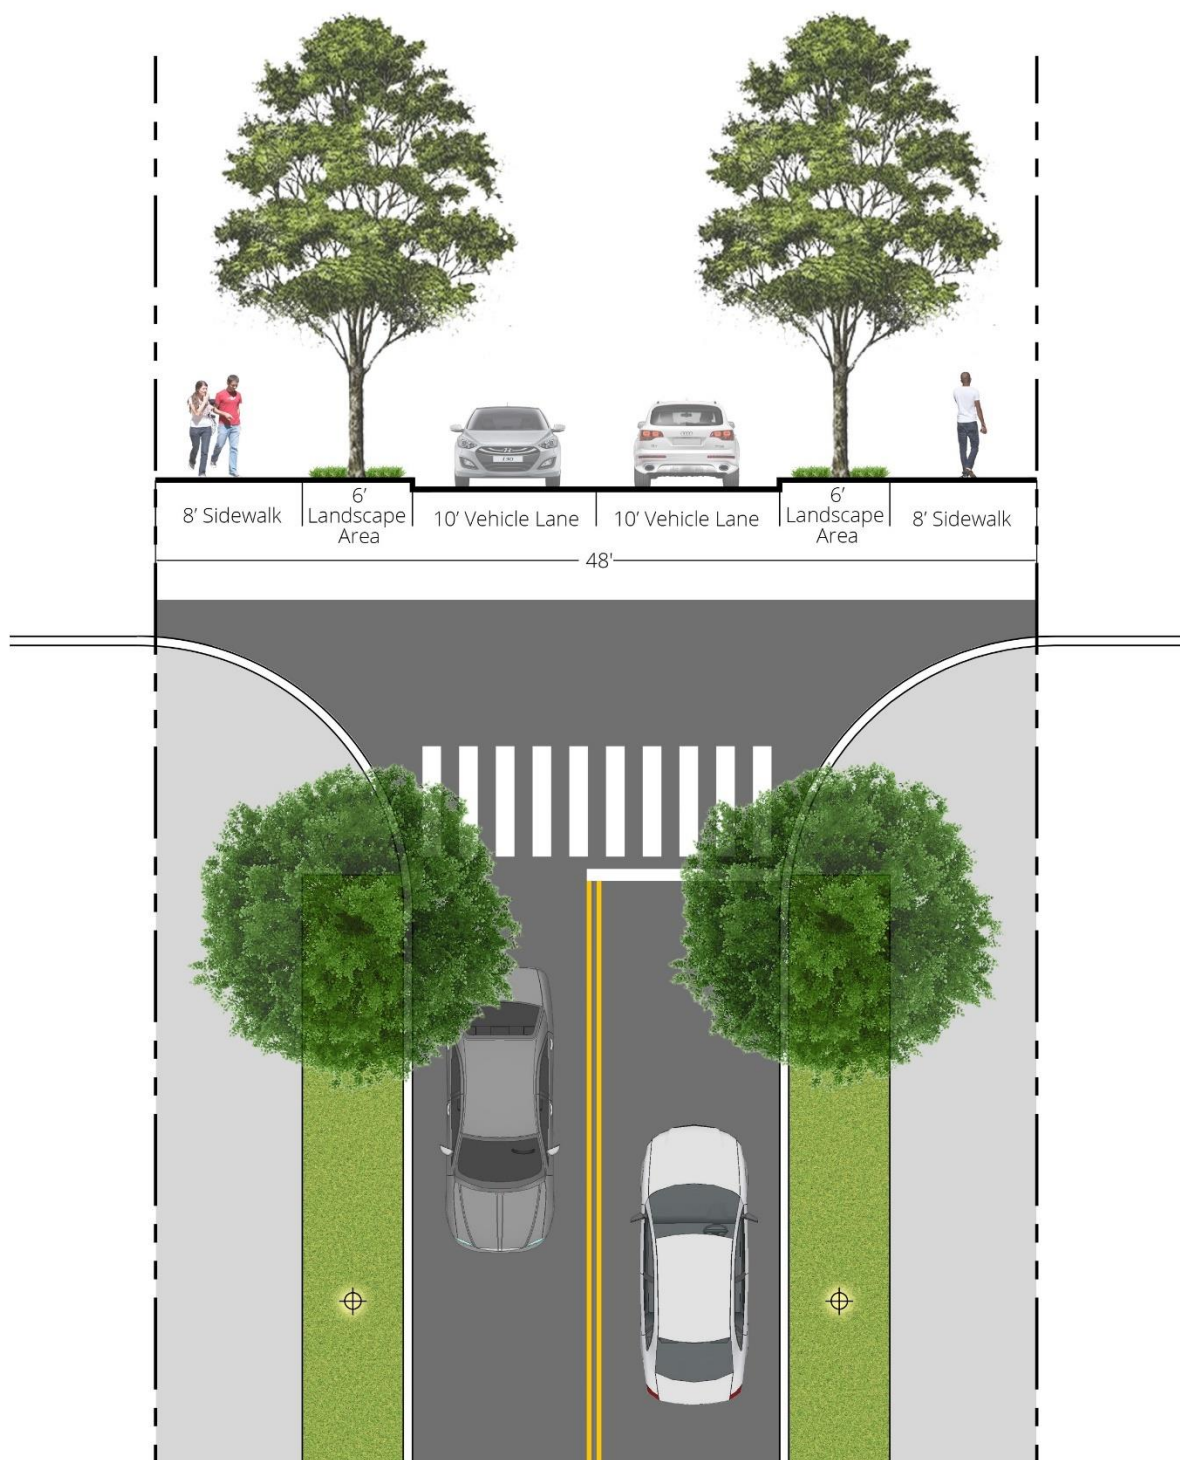 8’ Sidewalk
6’
Landscape
Area
10’ Vehicle Lane
10’ Vehicle Lane
6’
Landscape
Area
8’ Sidewalk
48'